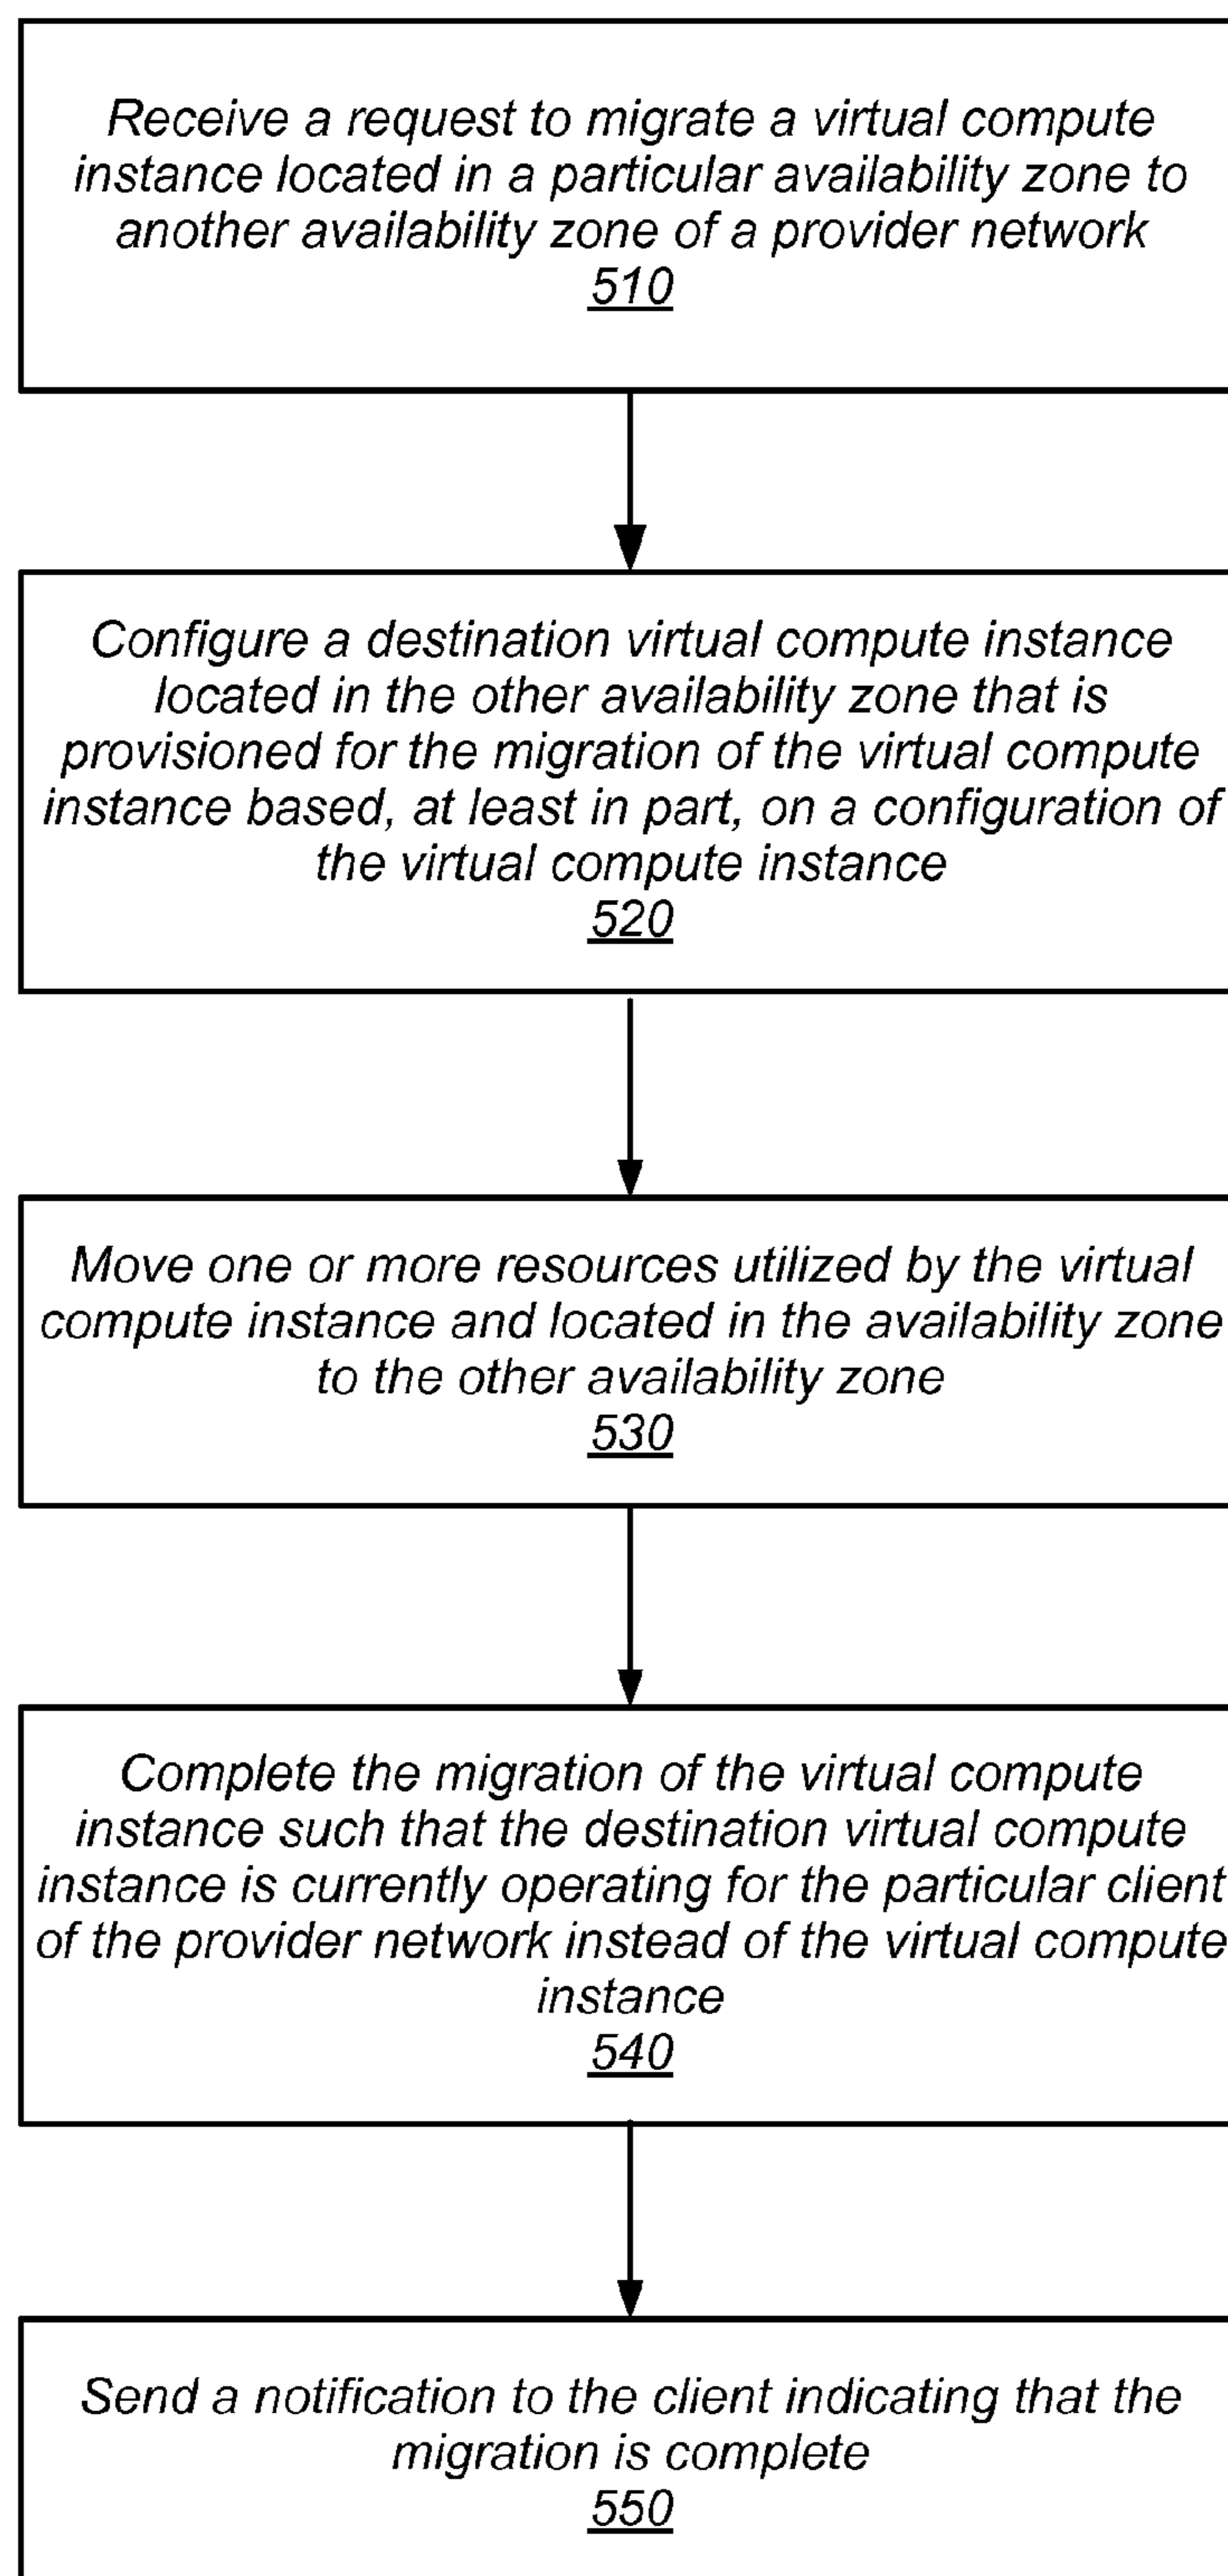 Receive a request to migrate a virtual compute
instance located in a particular availability zone to
another availability zone of a provider network
510
Configure a destination virtual compute instance
located in the other availability zone that is
provisioned for the migration of the virtual compute
instance based, at least in part, on a configuration of
the virtual compute instance
520
Move one or more resources utilized by the virtual
compute instance and located in the availability zone
to the other availability zone
530
Complete the migration of the virtual compute
instance such that the destination virtual compute
instance is currently operating for the particular client
of the provider network instead of the virtual compute
instance
540
Send a notification to the client indicating that the
migration is complete
550